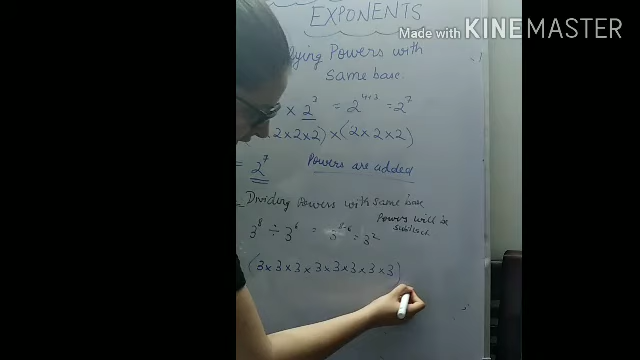 EXPONENTS
Made with KINEMASTER
lying Powers with
same base.
× 2³ = 2⁴⁺³ = 2⁷
2×2×2) × (2×2×2)
= 2⁷ Powers are added
Dividing Powers with same base
Powers will be
3⁸ ÷ 3⁶ = 3⁸⁻⁶ = 3²
(3×3×3×3×3×3×3×3)